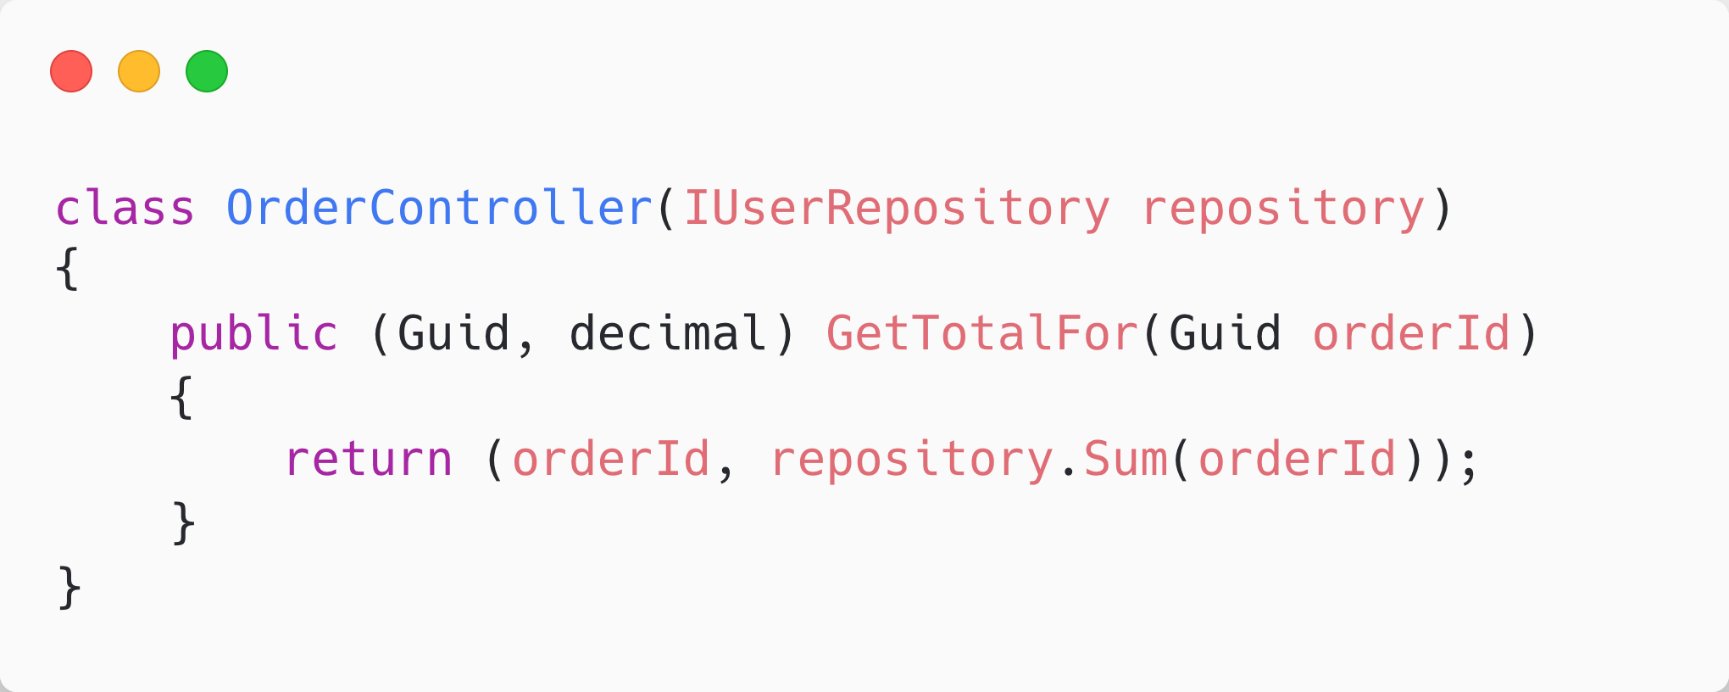 class OrderController(IUserRepository repository)
{
    public (Guid, decimal) GetTotalFor(Guid orderId)
    {
        return (orderId, repository.Sum(orderId));
    }
}